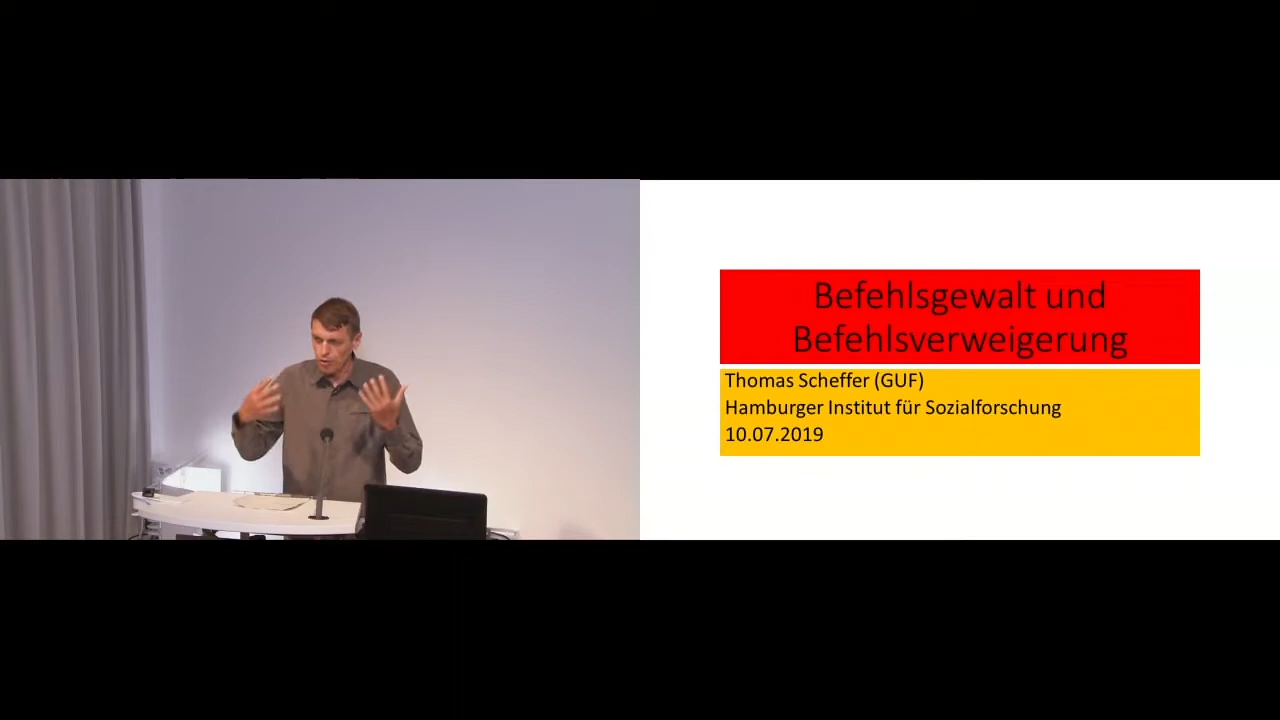 Befehlsgewalt und
Befehlsverweigerung
Thomas Scheffer (GUF)
Hamburger Institut für Sozialforschung
10.07.2019